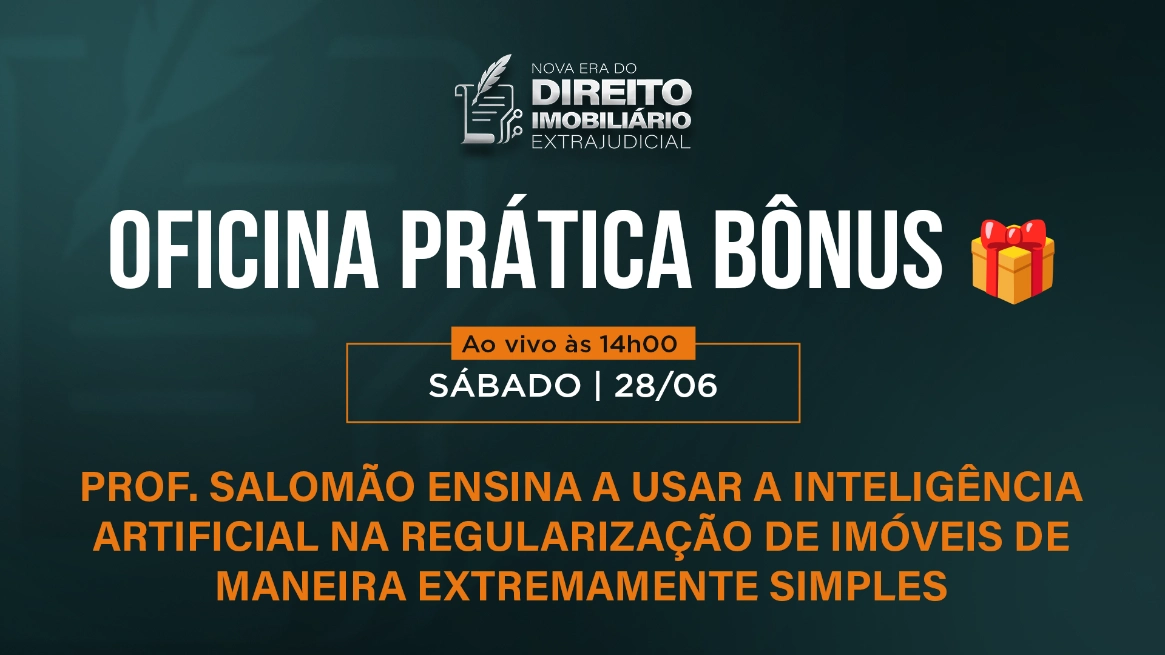 NOVA ERA DO
DIREITO
IMOBILIÁRIO
EXTRAJUDICIAL
OFICINA PRÁTICA BÔNUS
Ao vivo às 14h00
SÁBADO | 28/06
PROF. SALOMÃO ENSINA A USAR A INTELIGÊNCIA
ARTIFICIAL NA REGULARIZAÇÃO DE IMÓVEIS DE
MANEIRA EXTREMAMENTE SIMPLES